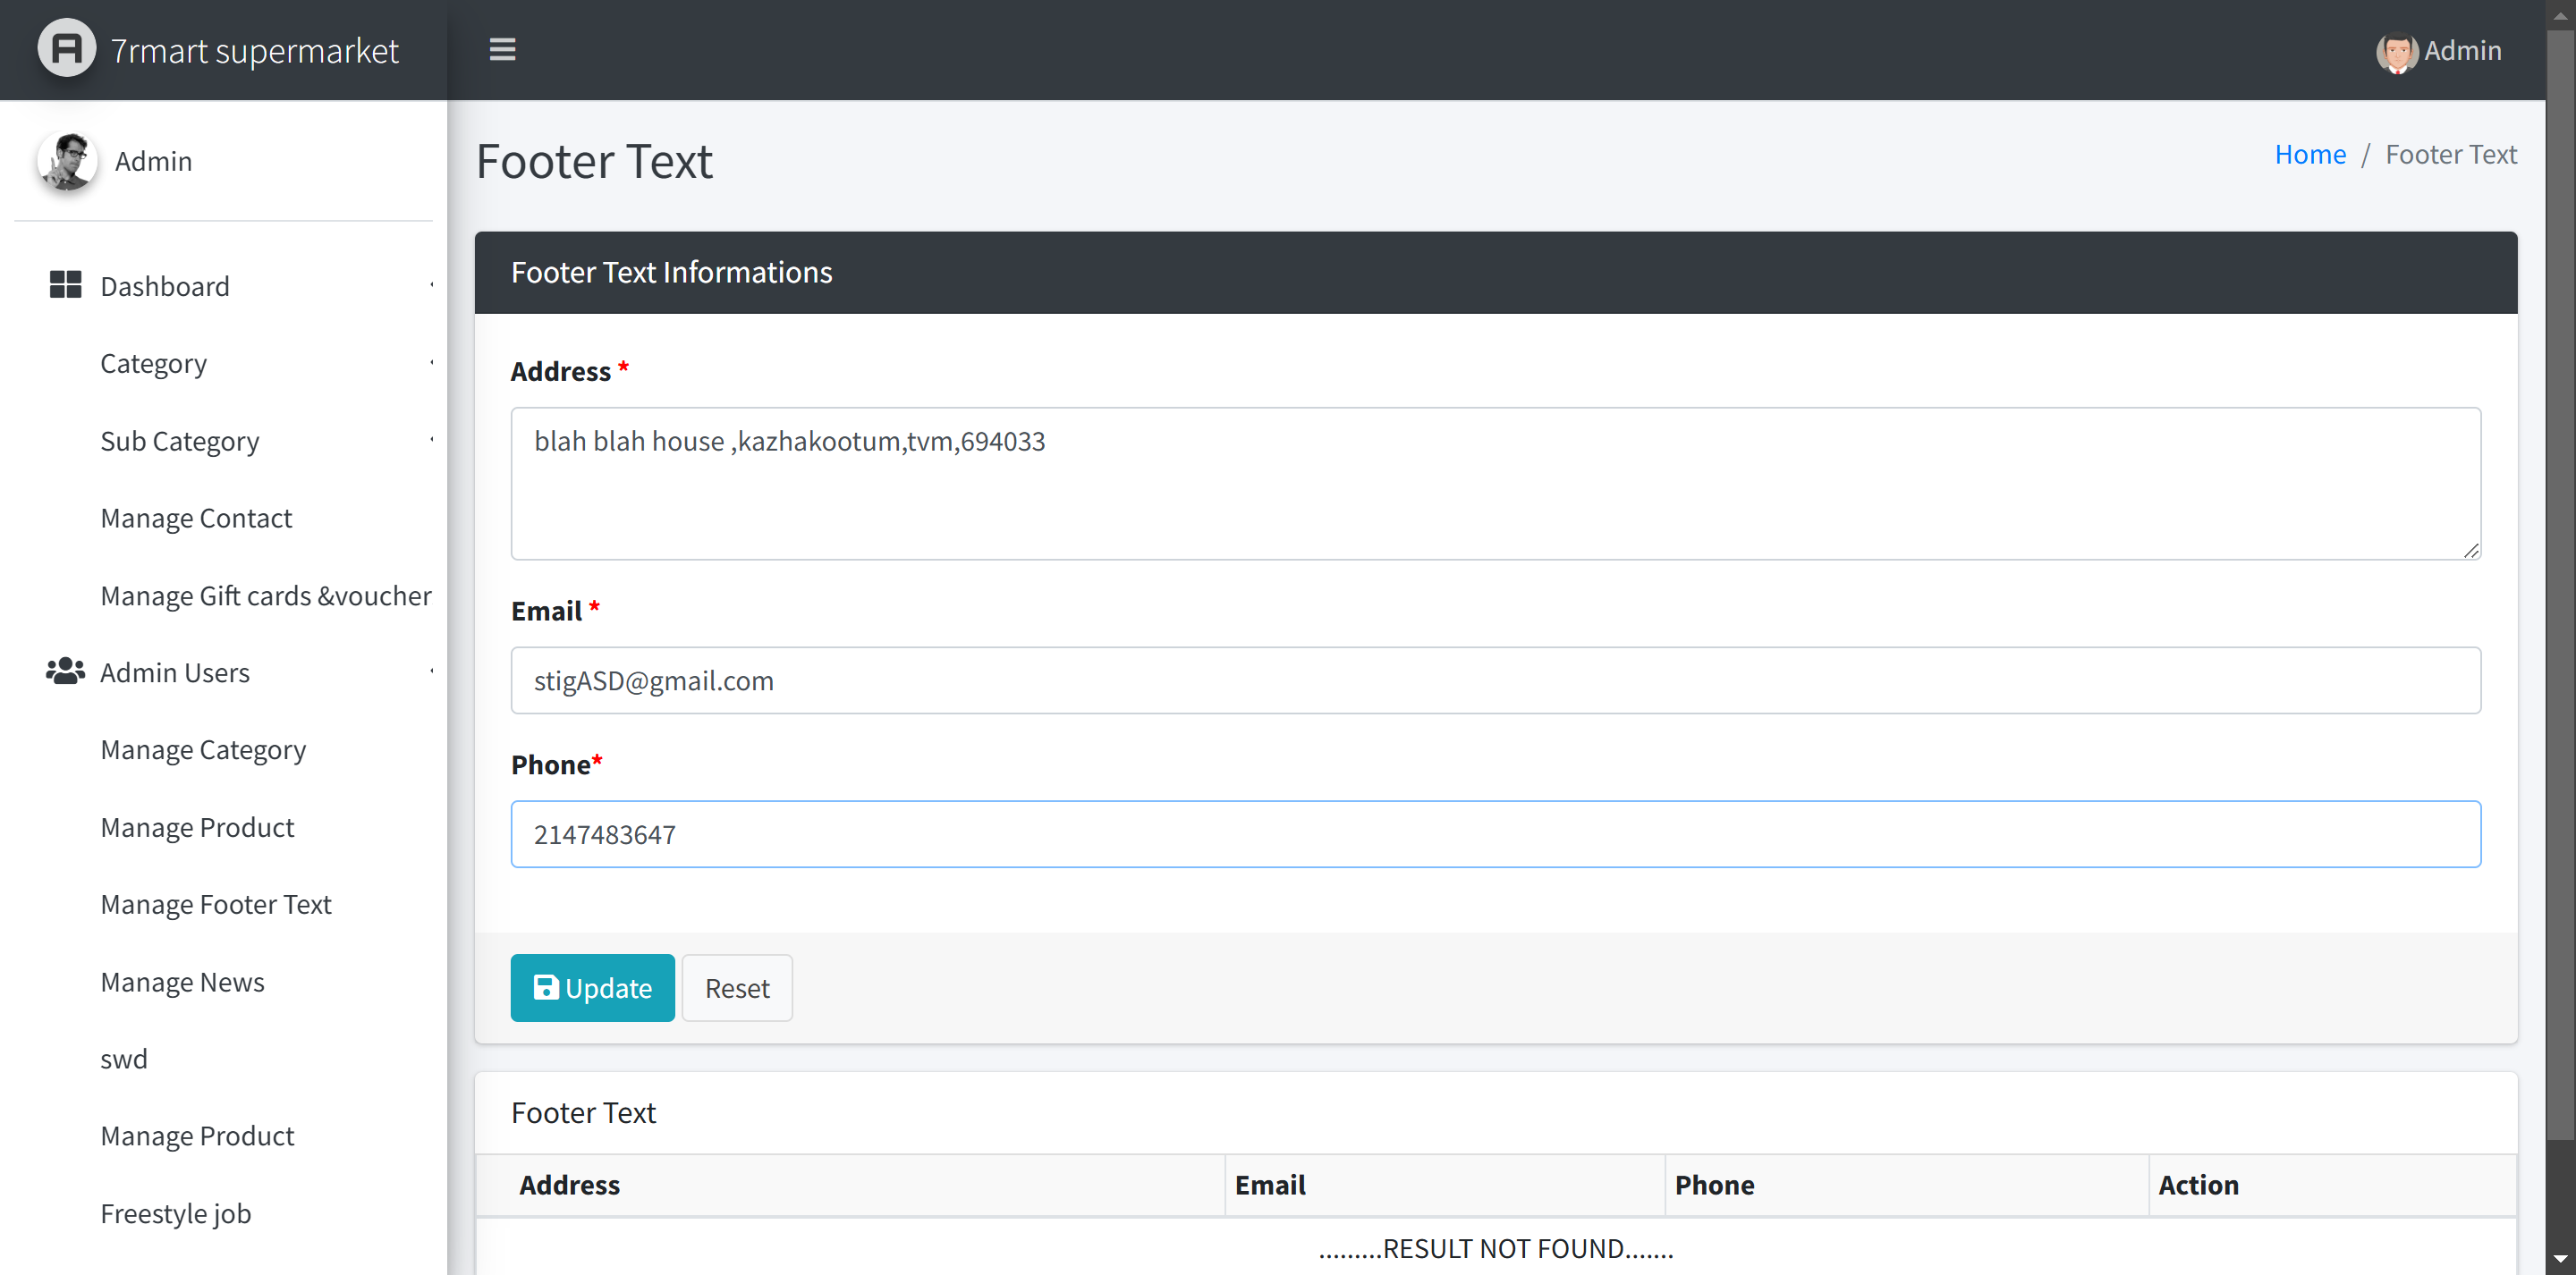 7rmart supermarket
Admin
Admin
Dashboard
Category
Sub Category
Manage Contact
Manage Gift cards &voucher
Admin Users
Manage Category
Manage Product
Manage Footer Text
Manage News
swd
Manage Product
Freestyle job
Footer Text
Home / Footer Text
Footer Text Informations
Address *
blah blah house ,kazhakootum,tvm,694033
Email *
stigASD@gmail.com
Phone*
2147483647
Update Reset
Footer Text
Address Email Phone Action
.........RESULT NOT FOUND.......